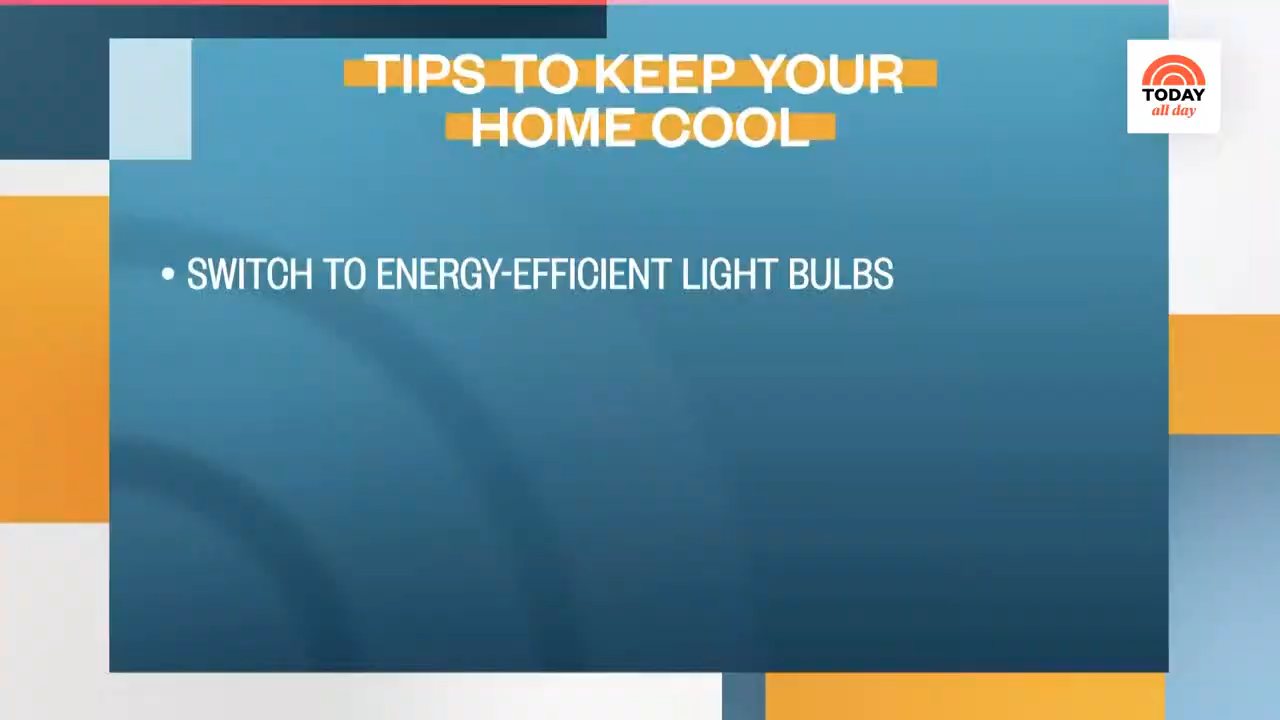 TIPS TO KEEP YOUR
HOME COOL
TODAY
all day
• SWITCH TO ENERGY-EFFICIENT LIGHT BULBS